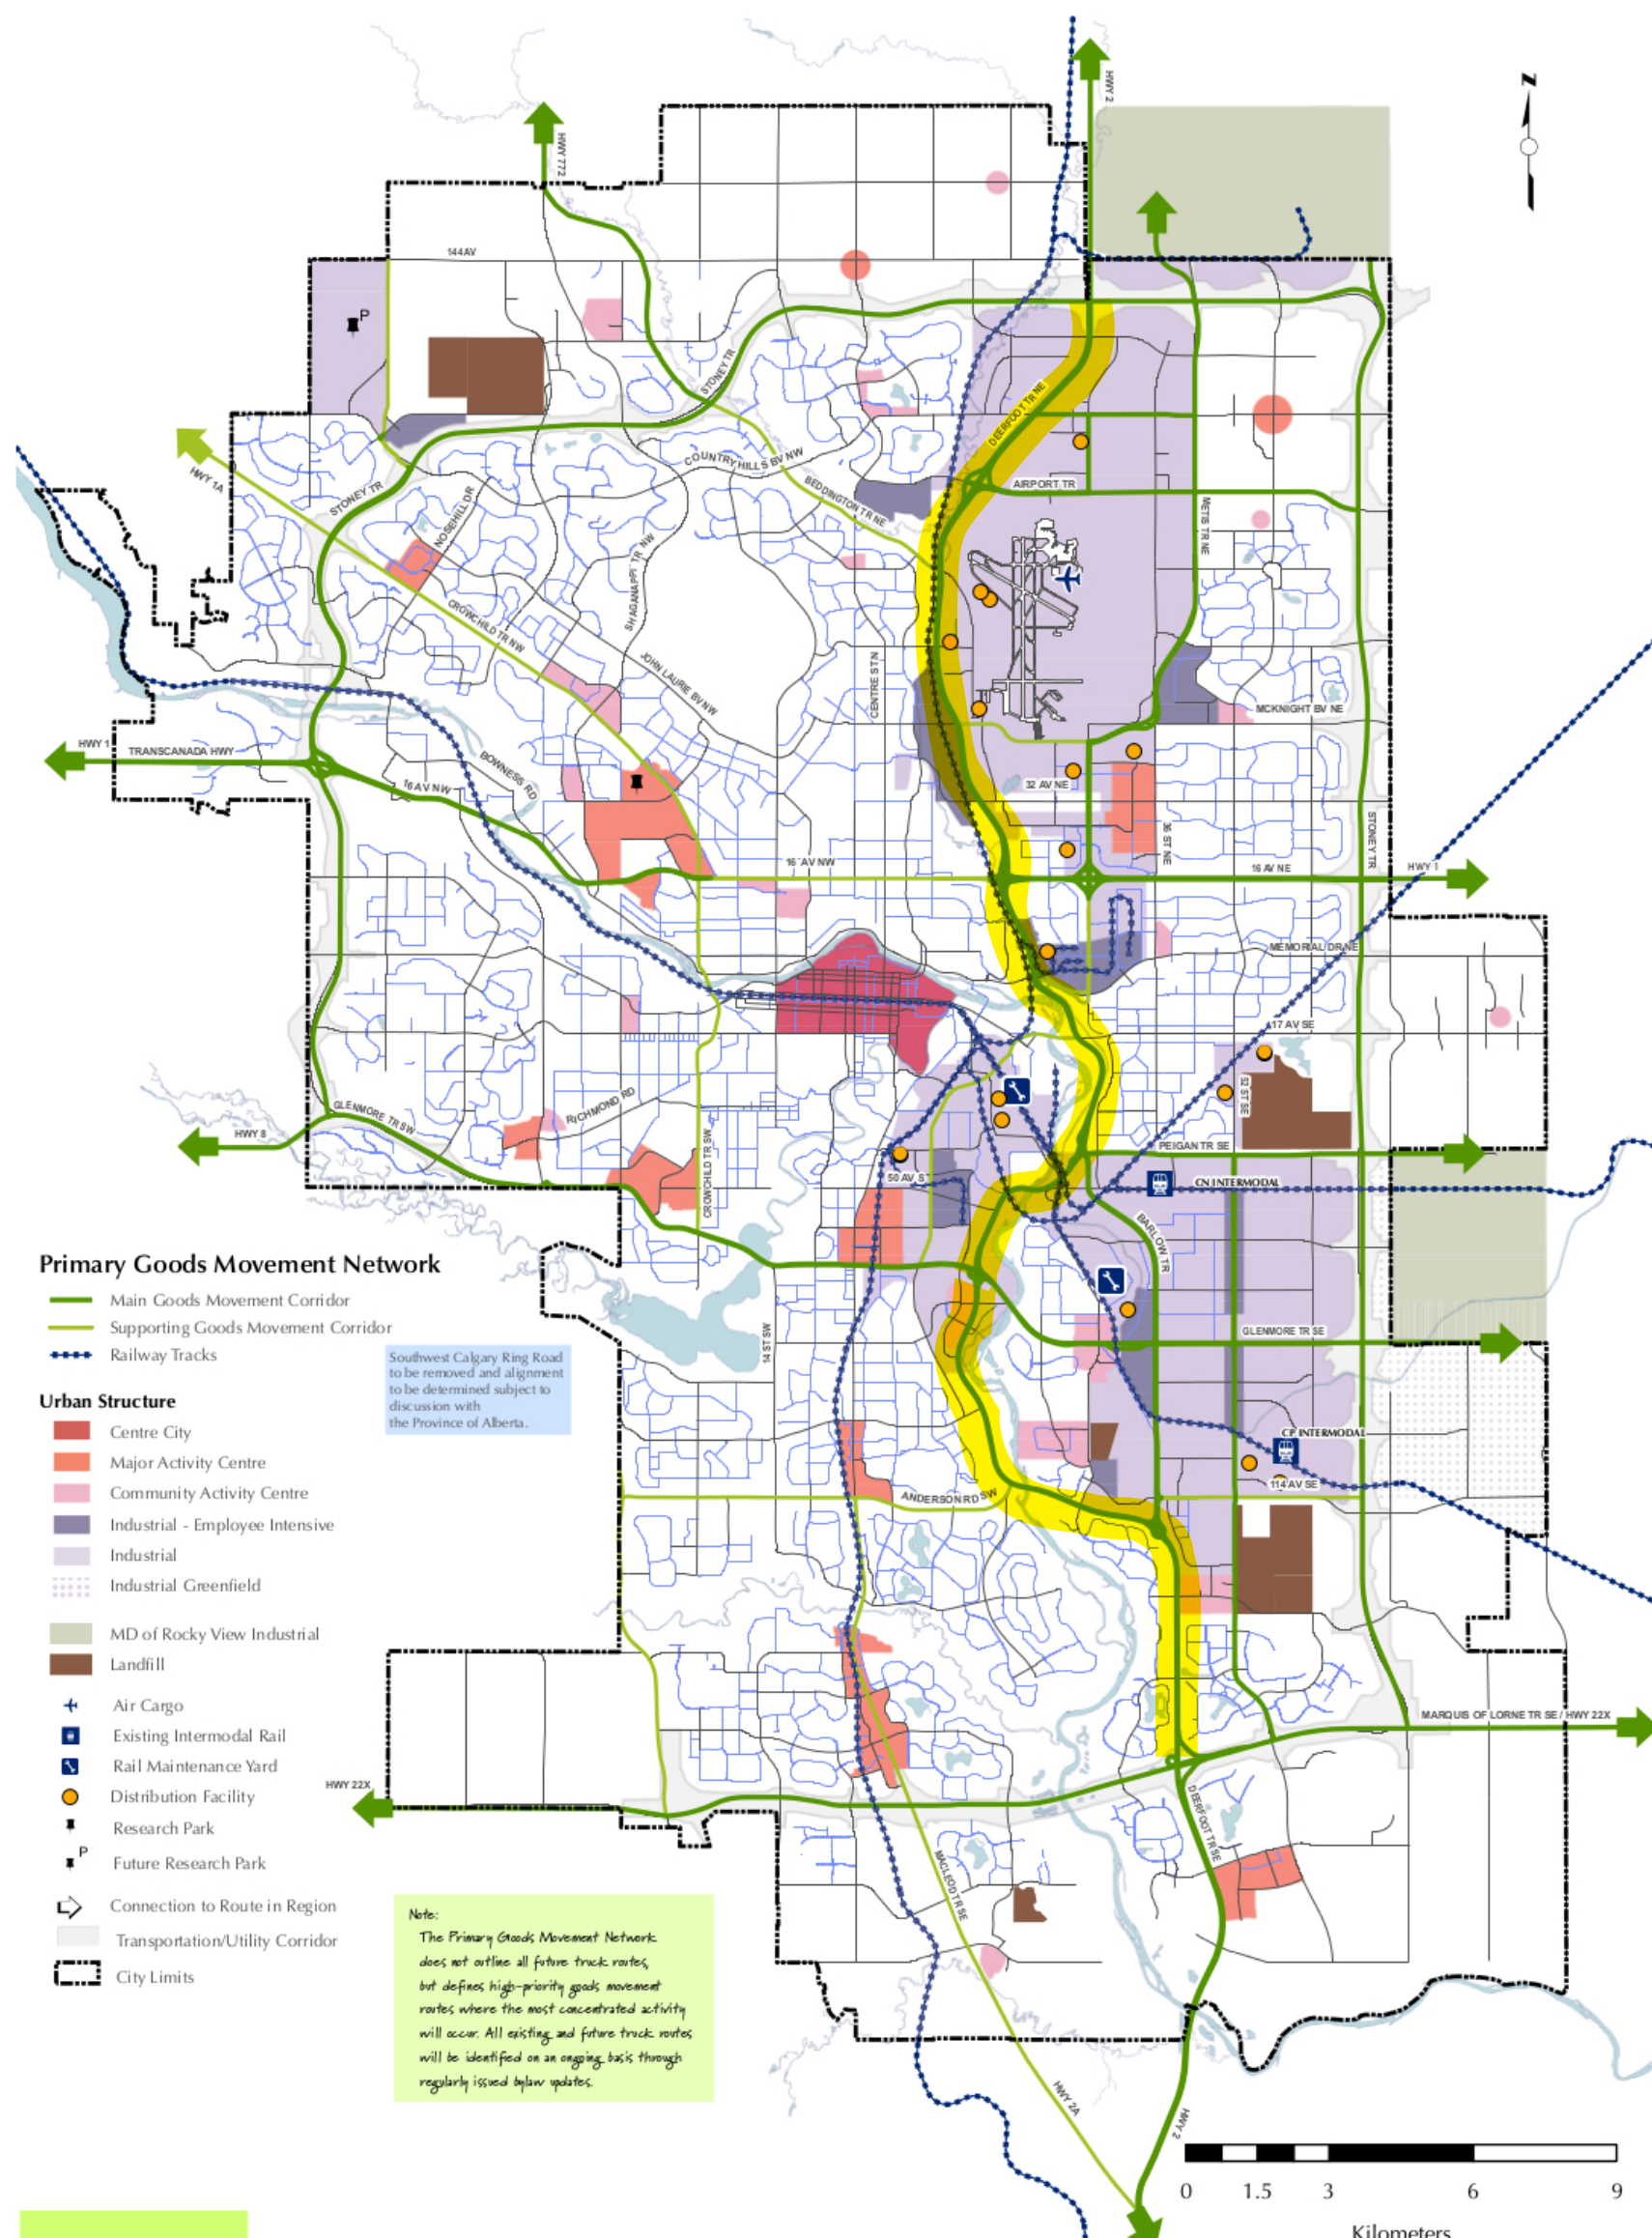 HWY 2
N
HWY 772
144 AV
P
STONEY TR
DEERFOOT TR NE
COUNTRY HILLS BV NW
HWY 1A
STONEY TR
NOSEHILL DR
BEDDINGTON TR NE
AIRPORT TR
METIS TR NE
SHAGANAPPI TR NW
CROWCHILD TR NW
JOHN LAURIE BV NW
CENTRE ST N
MCKNIGHT BV NE
HWY 1
TRANSCANADA HWY
BOWNESS RD
16 AV NW
32 AV NE
36 ST NE
STONEY TR
16 AV NW
16 AV NE
HWY 1
MEMORIAL DR NE
17 AV SE
52 ST SE
RICHMOND RD
GLENMORE TR SW
HWY 8
CROWCHILD TR SW
PEIGAN TR SE
50 AV S
CN INTERMODAL
BARLOW TR
Primary Goods Movement Network
Main Goods Movement Corridor
Supporting Goods Movement Corridor
Railway Tracks
Southwest Calgary Ring Road
to be removed and alignment
to be determined subject to
discussion with
the Province of Alberta.
14 ST SW
GLENMORE TR SE
Urban Structure
Centre City
Major Activity Centre
Community Activity Centre
Industrial - Employee Intensive
Industrial
Industrial Greenfield
MD of Rocky View Industrial
Landfill
Air Cargo
Existing Intermodal Rail
Rail Maintenance Yard
Distribution Facility
Research Park
P
Future Research Park
Connection to Route in Region
Transportation/Utility Corridor
City Limits
CP INTERMODAL
114 AV SE
ANDERSON RD SW
MARQUIS OF LORNE TR SE / HWY 22X
HWY 22X
DEERFOOT TR SE
MACLEOD TR SE
Note:
The Primary Goods Movement Network
does not outline all future truck routes,
but defines high-priority goods movement
routes where the most concentrated activity
will occur. All existing and future truck routes
will be identified on an ongoing basis through
regularly issued bylaw updates.
HWY 2A
HWY 2
0 1.5 3 6 9
Kilometers